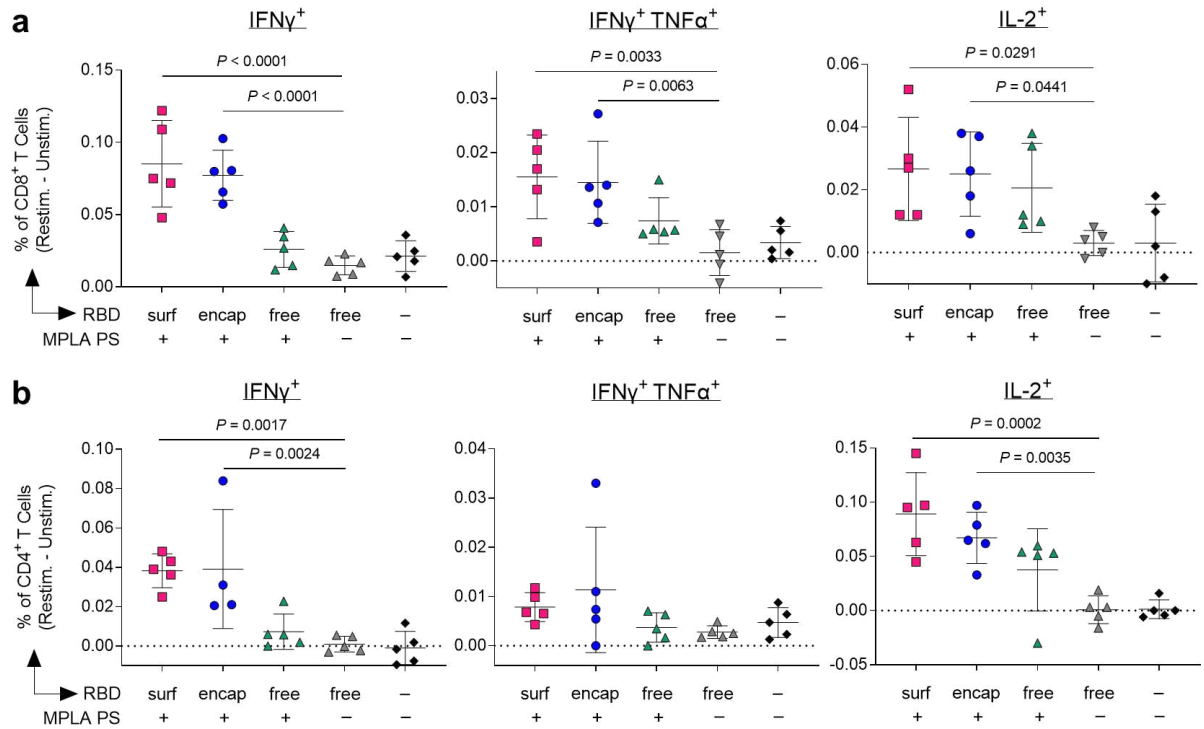 a
IFNγ+
IFNγ+ TNFα+
IL-2+
% of CD8+ T Cells
(Restim. - Unstim.)
0.15
0.10
0.05
0.00
P < 0.0001
P < 0.0001
0.03
0.02
0.01
0.00
P = 0.0033
P = 0.0063
0.06
0.04
0.02
0.00
P = 0.0291
P = 0.0441
RBD surf encap free free – surf encap free free – surf encap free free –
MPLA PS + + + – – + + + – – + + + – –
b
IFNγ+
IFNγ+ TNFα+
IL-2+
% of CD4+ T Cells
(Restim. - Unstim.)
0.10
0.08
0.06
0.04
0.02
0.00
P = 0.0017
P = 0.0024
0.04
0.03
0.02
0.01
0.00
0.15
0.10
0.05
0.00
-0.05
P = 0.0002
P = 0.0035
RBD surf encap free free – surf encap free free – surf encap free free –
MPLA PS + + + – – + + + – – + + + – –